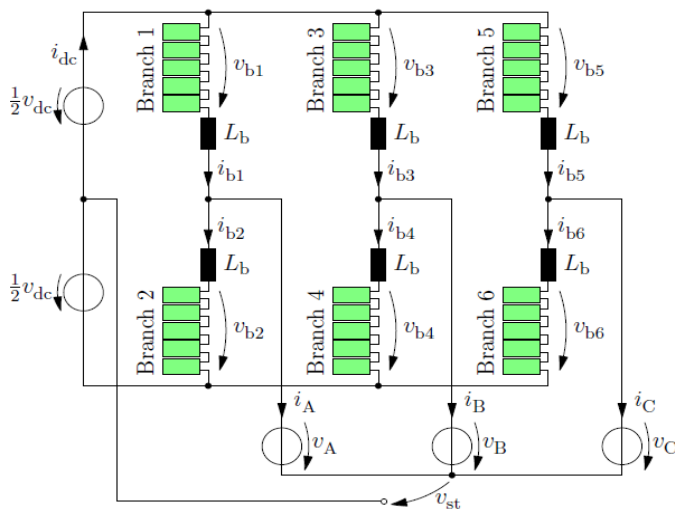 i_dc
½v_dc
½v_dc
Branch 1
v_b1
L_b
i_b1
Branch 3
v_b3
L_b
i_b3
Branch 5
v_b5
L_b
i_b5
i_b2
L_b
Branch 2
v_b2
i_b4
L_b
Branch 4
v_b4
i_b6
L_b
Branch 6
v_b6
i_A
v_A
i_B
v_B
i_C
v_C
v_st